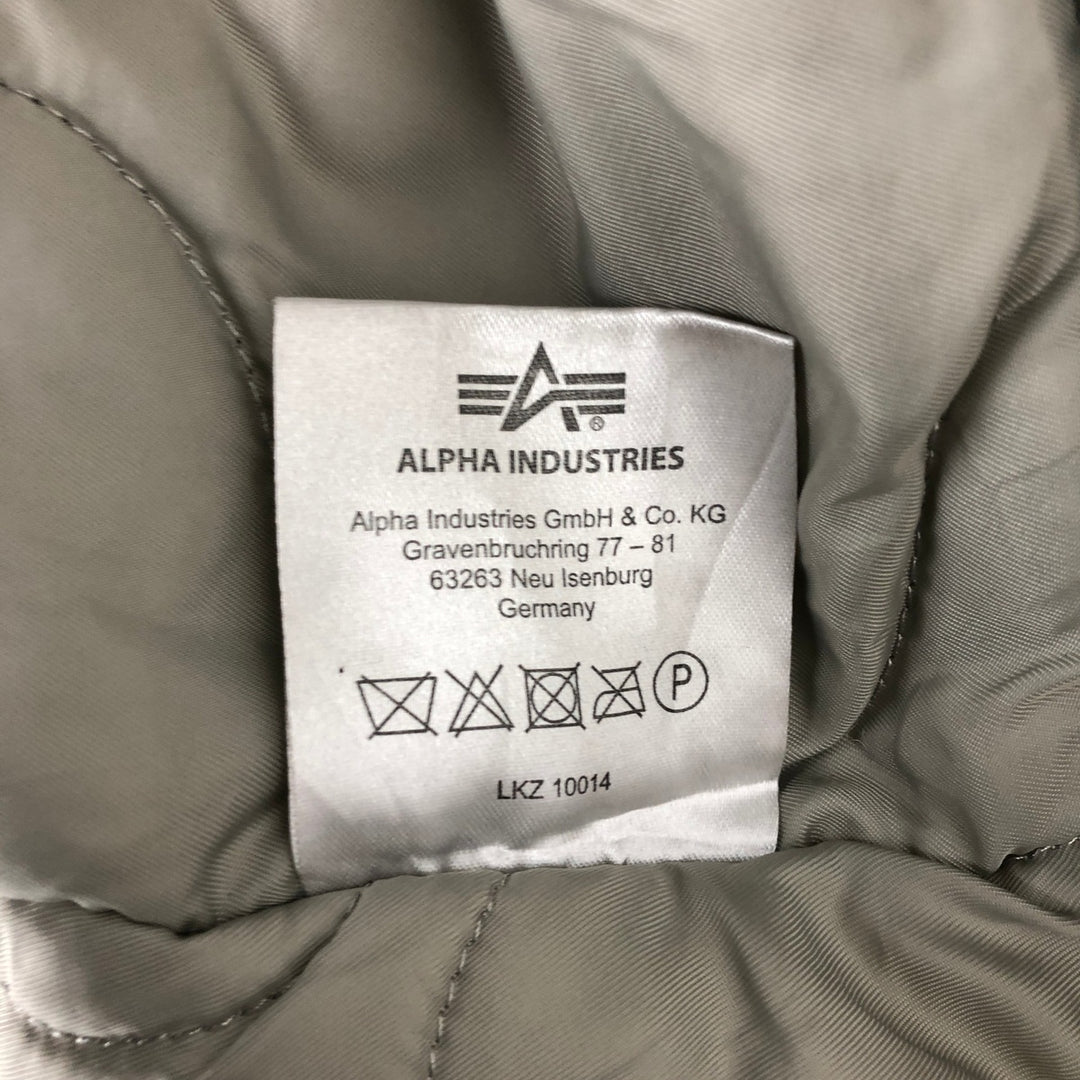 ®
ALPHA INDUSTRIES
Alpha Industries GmbH & Co. KG
Gravenbruchring 77 – 81
63263 Neu Isenburg
Germany
P
LKZ 10014